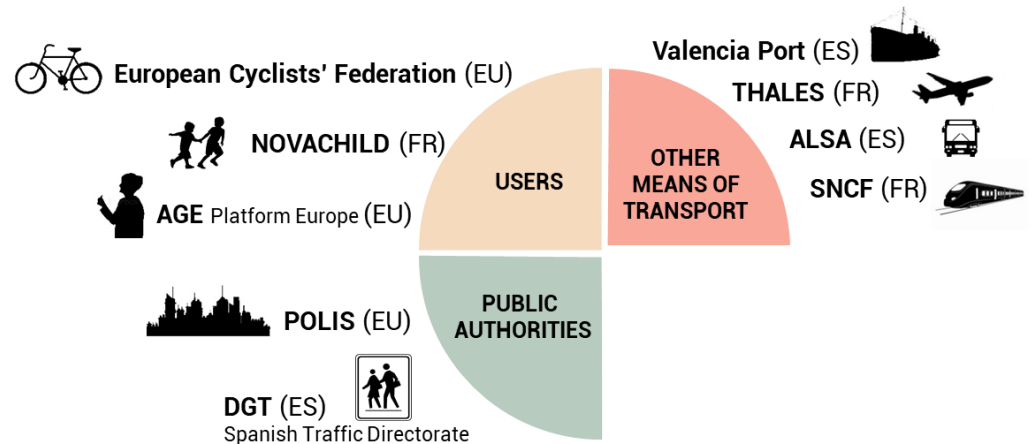 European Cyclists' Federation (EU)
NOVACHILD (FR)
AGE Platform Europe (EU)
USERS
Valencia Port (ES)
THALES (FR)
ALSA (ES)
SNCF (FR)
OTHER
MEANS OF
TRANSPORT
POLIS (EU)
DGT (ES)
Spanish Traffic Directorate
PUBLIC
AUTHORITIES